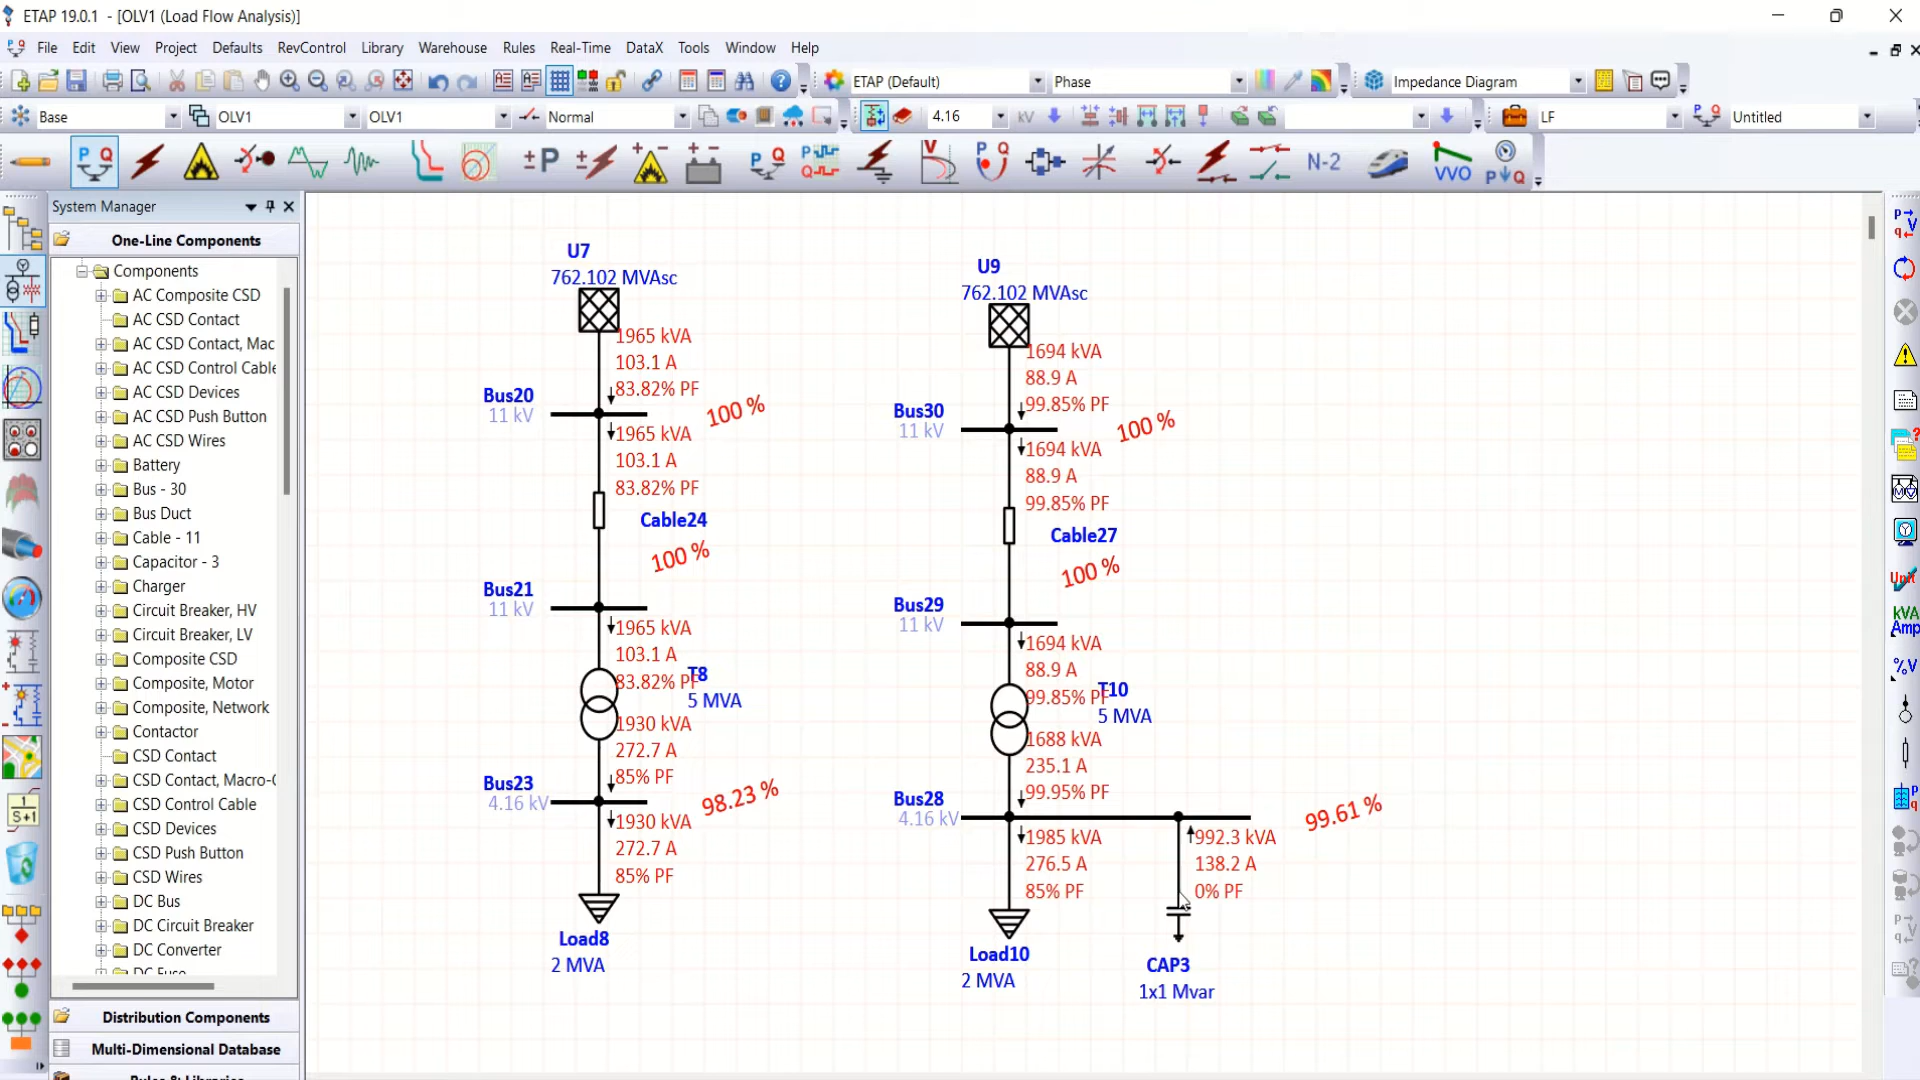 ETAP 19.0.1 - [OLV1 (Load Flow Analysis)]
File Edit View Project Defaults RevControl Library Warehouse Rules Real-Time DataX Tools Window Help
ETAP (Default) Phase Impedance Diagram
Base OLV1 OLV1 Normal 4.16 kV LF Untitled
N-2
VVO
System Manager
One-Line Components
Components
AC Composite CSD
AC CSD Contact
AC CSD Contact, Mac
AC CSD Control Cable
AC CSD Devices
AC CSD Push Button
AC CSD Wires
Battery
Bus - 30
Bus Duct
Cable - 11
Capacitor - 3
Charger
Circuit Breaker, HV
Circuit Breaker, LV
Composite CSD
Composite, Motor
Composite, Network
Contactor
CSD Contact
CSD Contact, Macro-C
CSD Control Cable
CSD Devices
CSD Push Button
CSD Wires
DC Bus
DC Circuit Breaker
DC Converter
DC Fuse
Distribution Components
Multi-Dimensional Database
Rules & Libraries
U7
762.102 MVAsc
1965 kVA
103.1 A
83.82% PF
Bus20
11 kV
100 %
1965 kVA
103.1 A
83.82% PF
Cable24
100 %
Bus21
11 kV
1965 kVA
103.1 A
83.82% PF
T8
5 MVA
1930 kVA
272.7 A
85% PF
Bus23
4.16 kV
98.23 %
1930 kVA
272.7 A
85% PF
Load8
2 MVA
U9
762.102 MVAsc
1694 kVA
88.9 A
99.85% PF
Bus30
11 kV
100 %
1694 kVA
88.9 A
99.85% PF
Cable27
100 %
Bus29
11 kV
1694 kVA
88.9 A
99.85% PF
T10
5 MVA
1688 kVA
235.1 A
99.95% PF
Bus28
4.16 kV
99.61 %
1985 kVA
276.5 A
85% PF
992.3 kVA
138.2 A
0% PF
Load10
2 MVA
CAP3
1x1 Mvar
Unit
kVA
Amp
%V